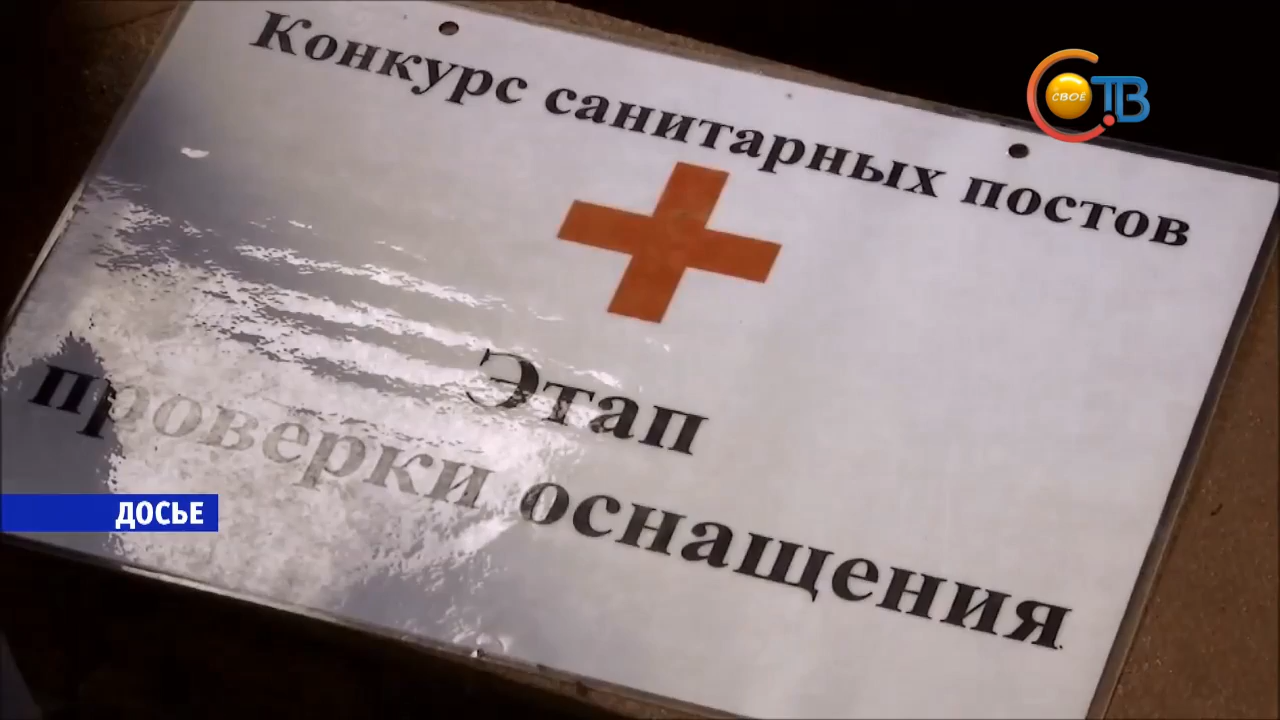 Конкурс санитарных постов
Этап
проверки оснащения
СВОЁ
ТВ
ДОСЬЕ